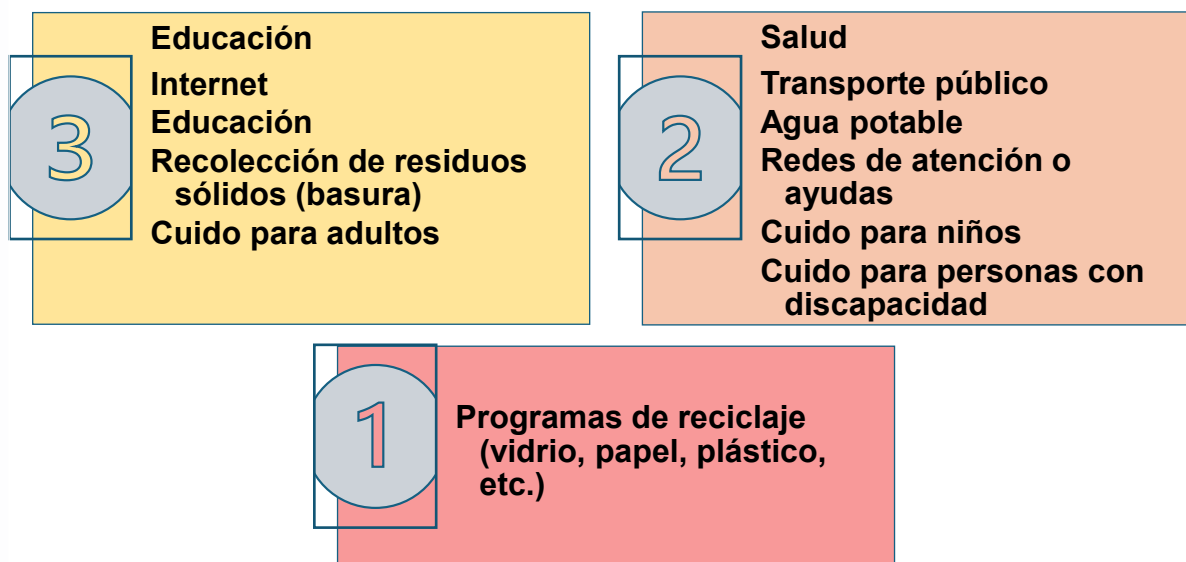 3
Educación
Internet
Educación
Recolección de residuos
sólidos (basura)
Cuido para adultos
2
Salud
Transporte público
Agua potable
Redes de atención o
ayudas
Cuido para niños
Cuido para personas con
discapacidad
1
Programas de reciclaje
(vidrio, papel, plástico,
etc.)